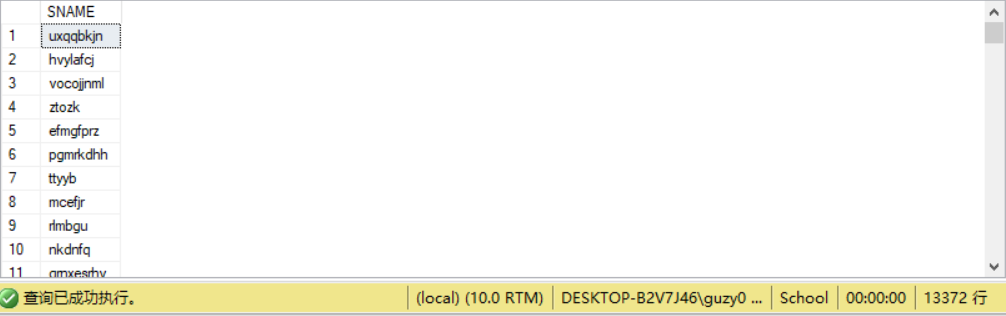 SNAME
1 uxqqbkjn
2 hvylafcj
3 vocojjnml
4 ztozk
5 efmgfprz
6 pgmrkdhh
7 ttyyb
8 mcefjr
9 rlmbgu
10 nkdnfq
11
查询已成功执行。 (local) (10.0 RTM) DESKTOP-B2V7J46\guzy0 ... School 00:00:00 13372 行